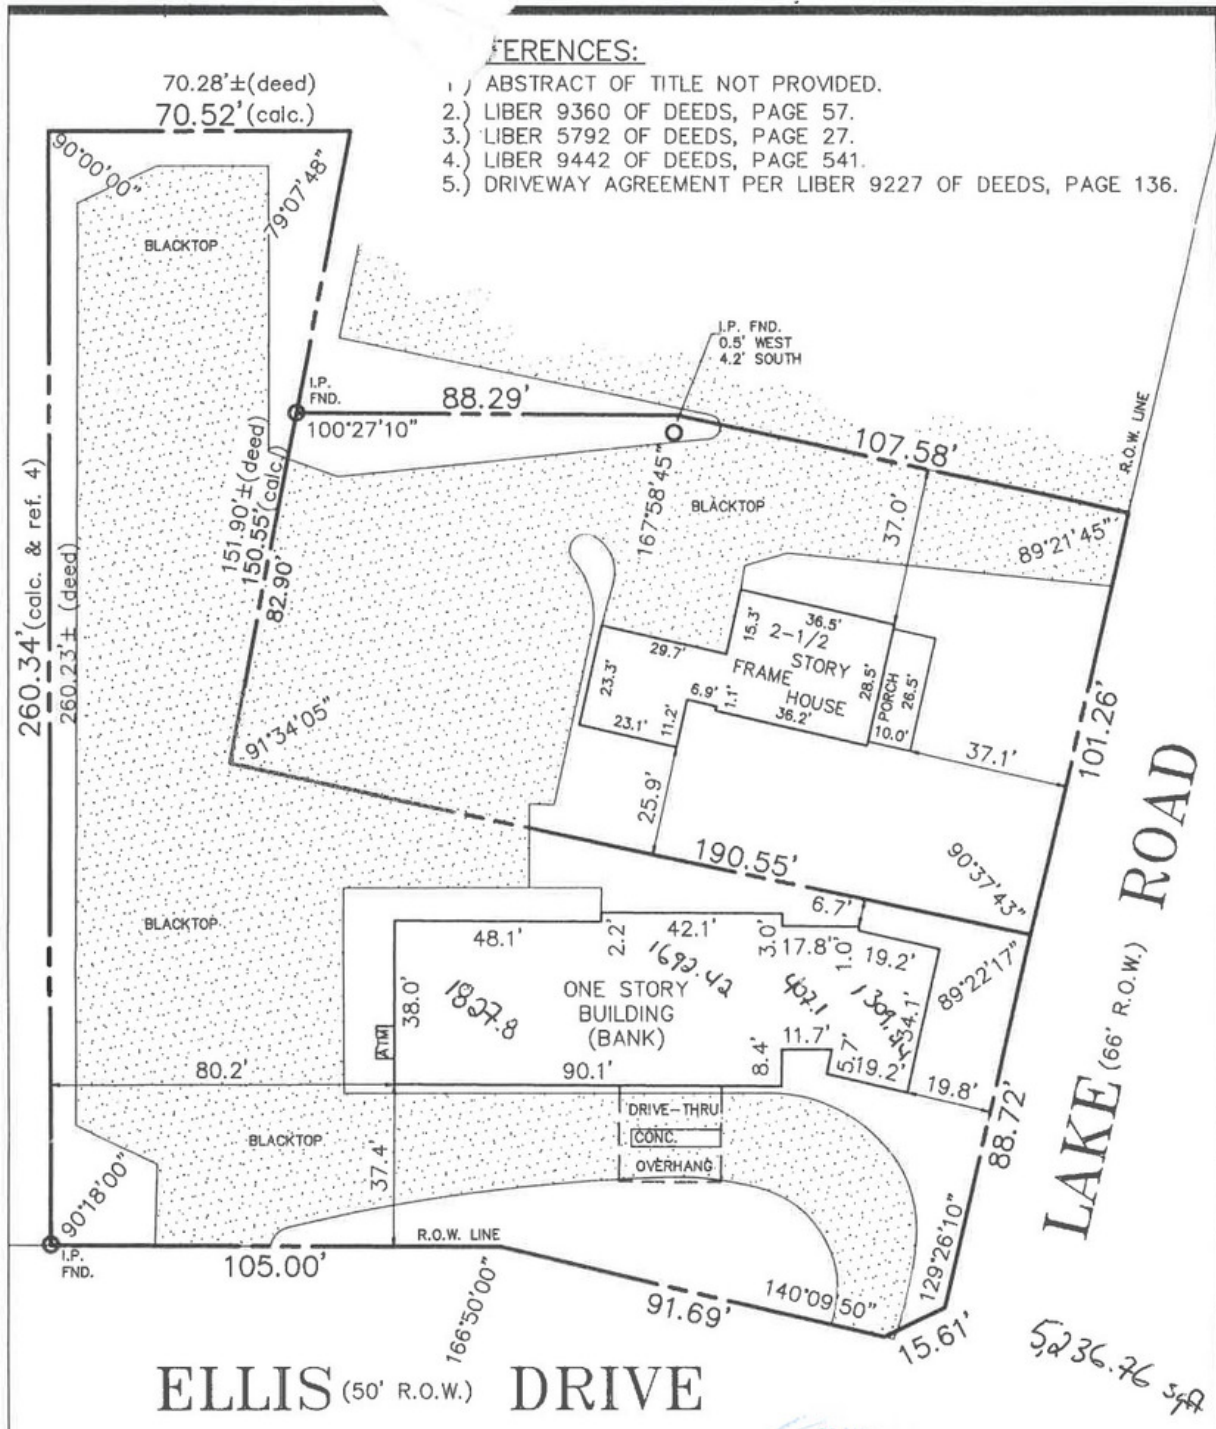 FERENCES:
1.) ABSTRACT OF TITLE NOT PROVIDED.
2.) LIBER 9360 OF DEEDS, PAGE 57.
3.) LIBER 5792 OF DEEDS, PAGE 27.
4.) LIBER 9442 OF DEEDS, PAGE 541.
5.) DRIVEWAY AGREEMENT PER LIBER 9227 OF DEEDS, PAGE 136.
70.28'±(deed)
70.52'(calc.)
90°00'00"
79°07'48"
BLACKTOP
I.P. FND.
0.5' WEST
4.2' SOUTH
I.P.
FND.
88.29'
100°27'10"
107.58'
R.O.W. LINE
260.34'(calc. & ref. 4)
260.23'± (deed)
151.90'±(deed)
150.55'(calc.)
82.90'
167°58'45"
BLACKTOP
37.0'
89°21'45"
15.3'
36.5'
2-1/2
STORY
FRAME
HOUSE
29.7'
23.3'
23.1'
11.2'
6.9'
1.1'
36.2'
28.5'
PORCH
26.5'
10.0'
37.1'
101.26'
91°34'05"
25.9'
190.55'
90°37'43"
6.7'
BLACKTOP
48.1'
2.2'
42.1'
3.0'
17.8'
1.0'
19.2'
89°22'17"
1692.42
1827.8
407.1
1309.44
38.0'
ONE STORY
BUILDING
(BANK)
34.1'
ATM
11.7'
8.4'
5.7'
19.2'
80.2'
90.1'
19.8'
88.72'
LAKE (66' R.O.W.) ROAD
DRIVE-THRU
CONC.
OVERHANG
BLACKTOP
37.4'
90°18'00"
I.P.
FND.
R.O.W. LINE
105.00'
166°50'00"
91.69'
140°09'50"
129°26'10"
15.61'
5,236.76 sqft
ELLIS (50' R.O.W.) DRIVE